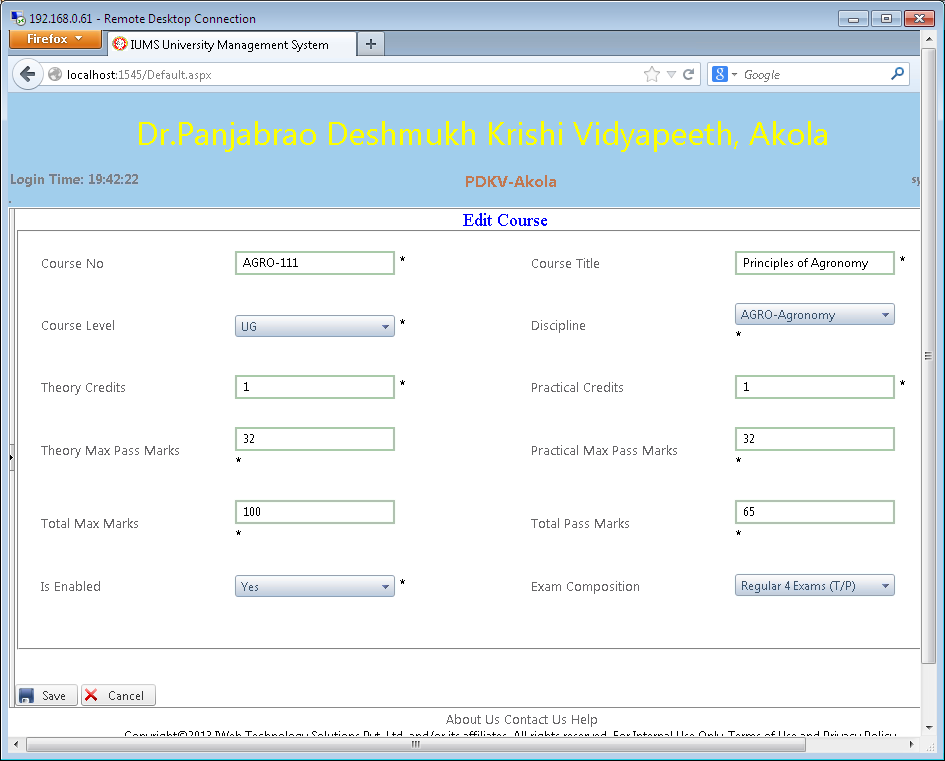 192.168.0.61 - Remote Desktop Connection
Firefox
IUMS University Management System
localhost:1545/Default.aspx
Google
Dr.Panjabrao Deshmukh Krishi Vidyapeeth, Akola
Login Time: 19:42:22
PDKV-Akola
Edit Course
Course No AGRO-111 * Course Title Principles of Agronomy *
Course Level UG * Discipline AGRO-Agronomy *
Theory Credits 1 * Practical Credits 1 *
Theory Max Pass Marks 32 * Practical Max Pass Marks 32 *
Total Max Marks 100 * Total Pass Marks 65 *
Is Enabled Yes * Exam Composition Regular 4 Exams (T/P)
Save Cancel
About Us Contact Us Help
Copyright©2013 IWeb Technology Solutions Pvt. Ltd. and/or its affiliates. All rights reserved. For Internal Use Only. Terms of Use and Privacy Policy